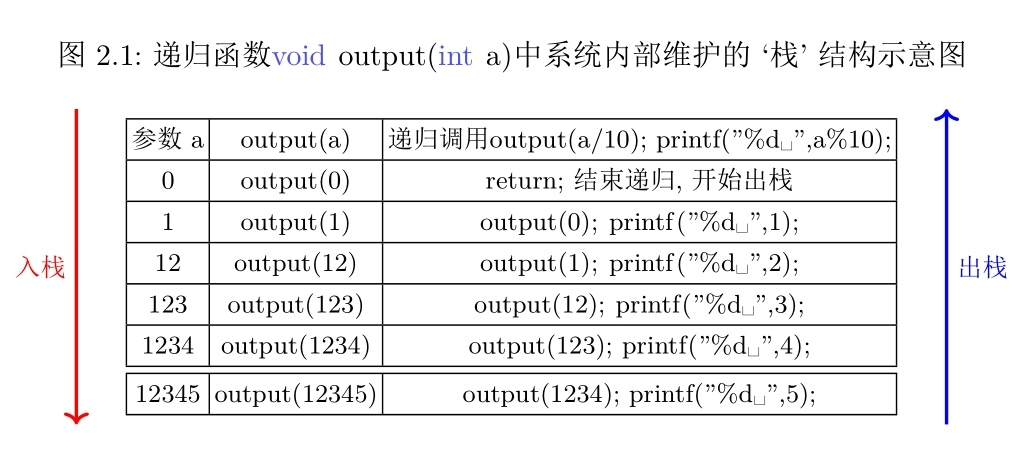 图 2.1: 递归函数void output(int a)中系统内部维护的 ‘栈’ 结构示意图
参数 a output(a) 递归调用output(a/10); printf(”%d␣”,a%10);
0 output(0) return; 结束递归, 开始出栈
1 output(1) output(0); printf(”%d␣”,1);
12 output(12) output(1); printf(”%d␣”,2);
入栈
出栈
123 output(123) output(12); printf(”%d␣”,3);
1234 output(1234) output(123); printf(”%d␣”,4);
12345 output(12345) output(1234); printf(”%d␣”,5);